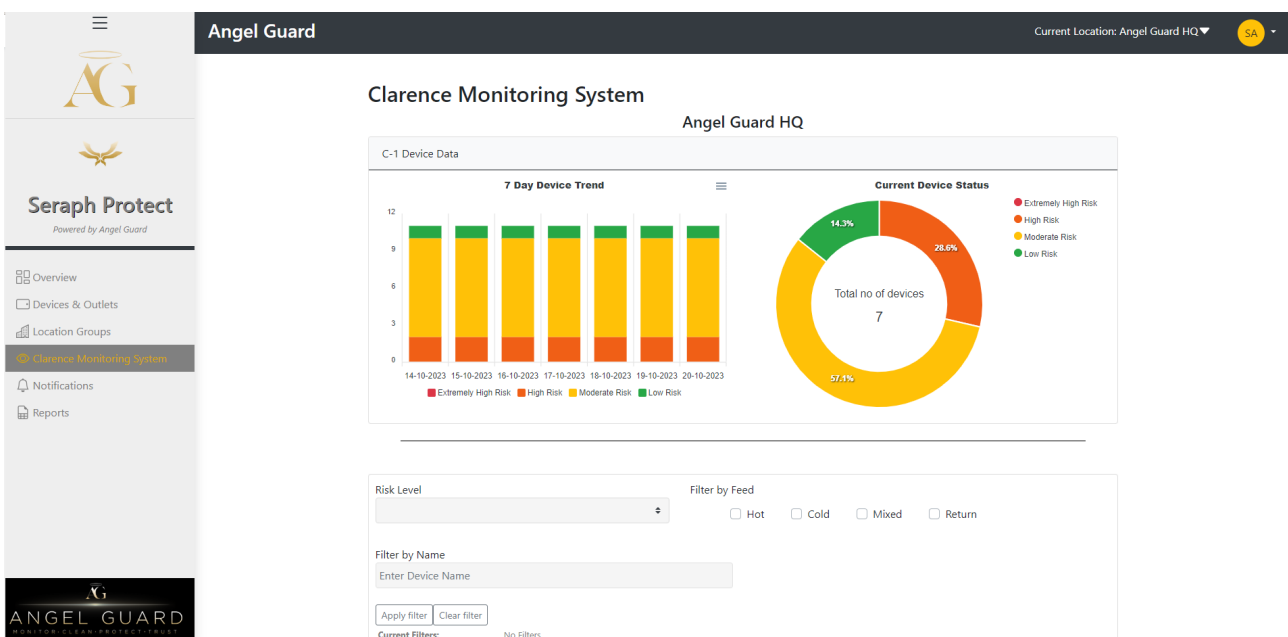 Angel Guard
Current Location: Angel Guard HQ
SA
AG
Seraph Protect
Powered by Angel Guard
Overview
Devices & Outlets
Location Groups
Clarence Monitoring System
Notifications
Reports
AG
ANGEL GUARD
MONITOR·CLEAN·PROTECT·TRUST
Clarence Monitoring System
Angel Guard HQ
C-1 Device Data
7 Day Device Trend
12
9
6
3
0
14-10-2023 15-10-2023 16-10-2023 17-10-2023 18-10-2023 19-10-2023 20-10-2023
Extremely High Risk High Risk Moderate Risk Low Risk
Current Device Status
14.3%
28.6%
57.1%
Total no of devices
7
Extremely High Risk
High Risk
Moderate Risk
Low Risk
Risk Level
Filter by Feed
Hot Cold Mixed Return
Filter by Name
Enter Device Name
Apply filter Clear filter
Current Filters: No Filters